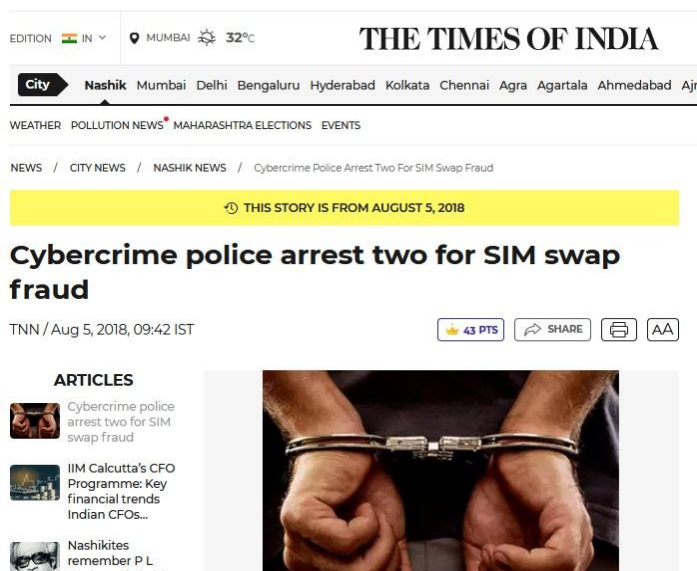 EDITION IN MUMBAI 32°C THE TIMES OF INDIA
City Nashik Mumbai Delhi Bengaluru Hyderabad Kolkata Chennai Agra Agartala Ahmedabad
WEATHER POLLUTION NEWS MAHARASHTRA ELECTIONS EVENTS
NEWS / CITY NEWS / NASHIK NEWS / Cybercrime Police Arrest Two For SIM Swap Fraud
THIS STORY IS FROM AUGUST 5, 2018
Cybercrime police arrest two for SIM swap
fraud
TNN / Aug 5, 2018, 09:42 IST 43 PTS SHARE AA
ARTICLES
Cybercrime police
arrest two for SIM
swap fraud
IIM Calcutta's CFO
Programme: Key
financial trends
Indian CFOs...
Nashikites
remember P L